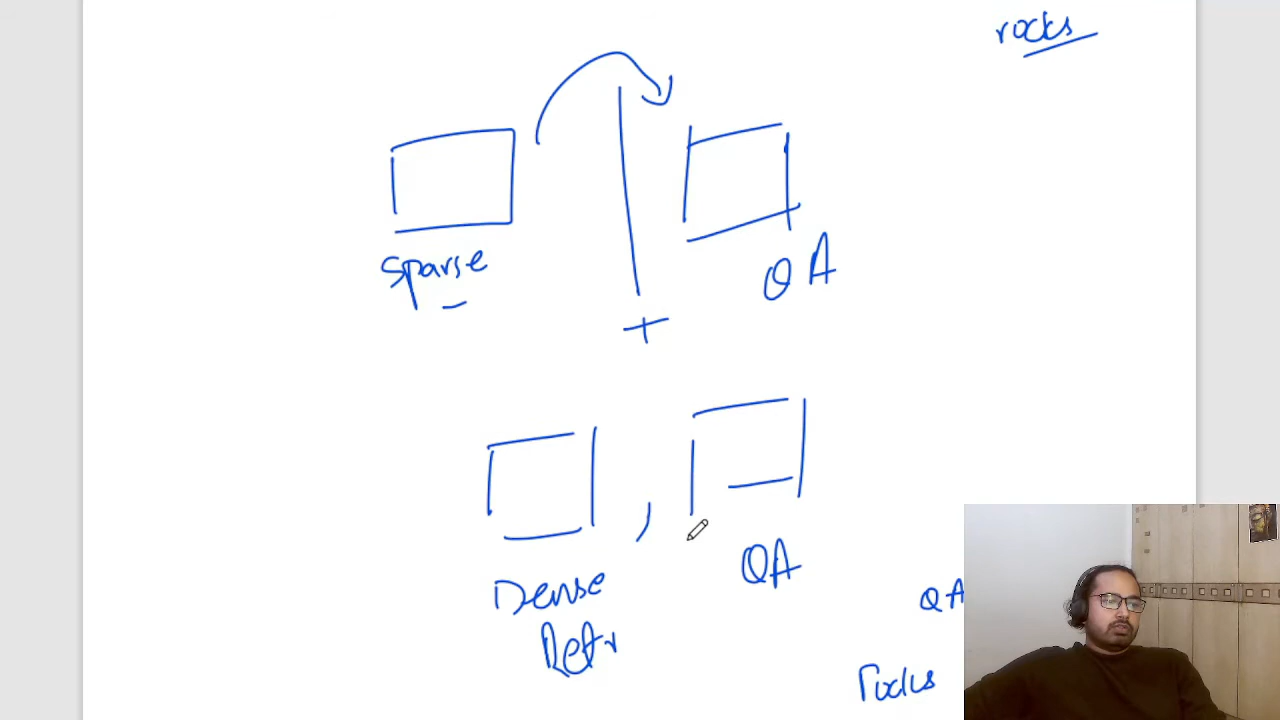 rocks
Sparse
QA
+
Dense
Retr
QA
QA
rocks